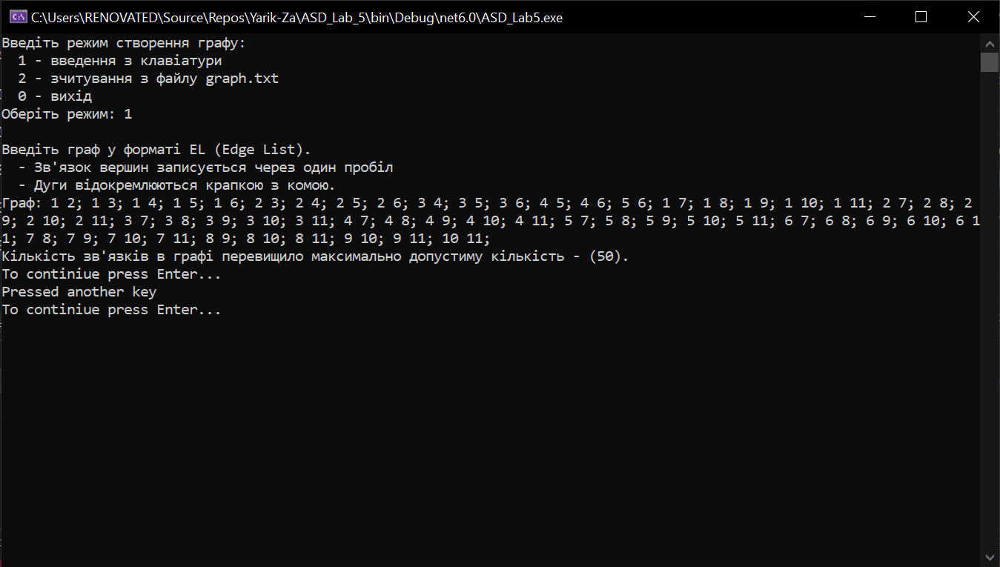 C:\Users\RENOVATED\Source\Repos\Yarik-Za\ASD_Lab_5\bin\Debug\net6.0\ASD_Lab5.exe
Введіть режим створення графу:
  1 - введення з клавіатури
  2 - зчитування з файлу graph.txt
  0 - вихід
Оберіть режим: 1
Введіть граф у форматі EL (Edge List).
  - Зв'язок вершин записується через один пробіл
  - Дуги відокремлюються крапкою з комою.
Граф: 1 2; 1 3; 1 4; 1 5; 1 6; 2 3; 2 4; 2 5; 2 6; 3 4; 3 5; 3 6; 4 5; 4 6; 5 6; 1 7; 1 8; 1 9; 1 10; 1 11; 2 7; 2 8; 2
9; 2 10; 2 11; 3 7; 3 8; 3 9; 3 10; 3 11; 4 7; 4 8; 4 9; 4 10; 4 11; 5 7; 5 8; 5 9; 5 10; 5 11; 6 7; 6 8; 6 9; 6 10; 6 1
1; 7 8; 7 9; 7 10; 7 11; 8 9; 8 10; 8 11; 9 10; 9 11; 10 11;
Кількість зв'язків в графі перевищило максимально допустиму кількість - (50).
To continiue press Enter...
Pressed another key
To continiue press Enter...